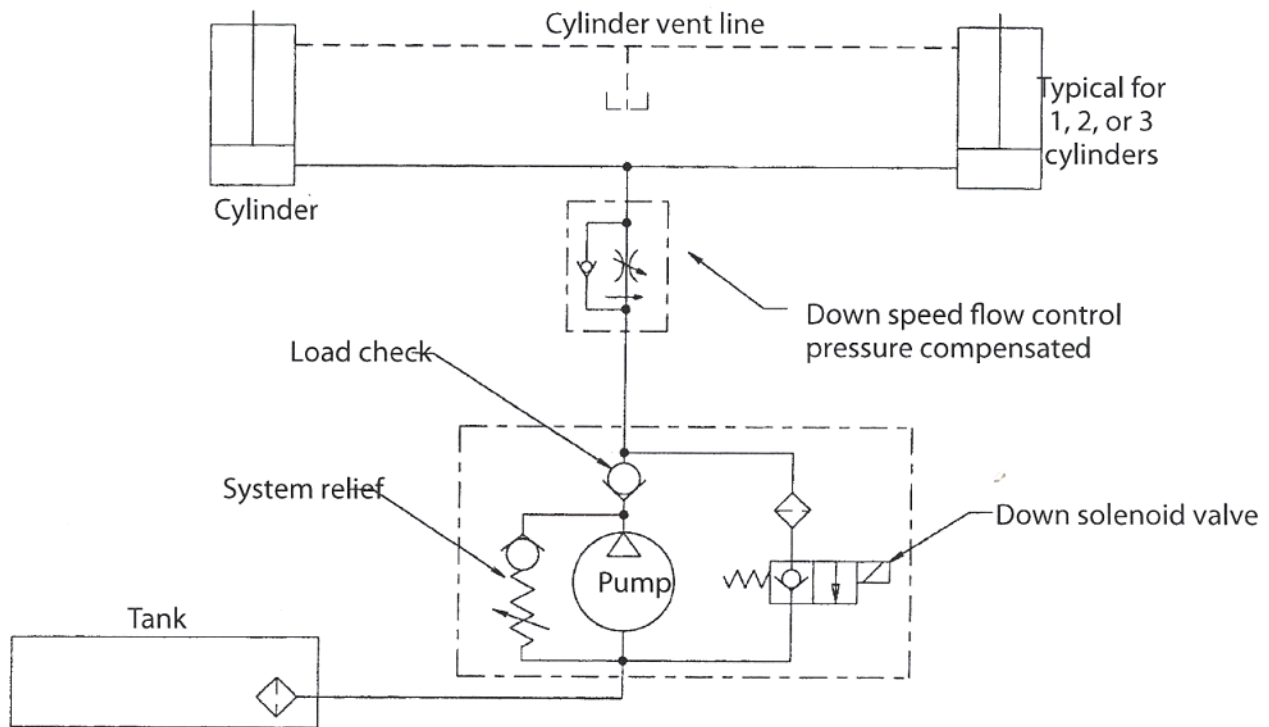 Cylinder vent line
Typical for
1, 2, or 3
cylinders
Cylinder
Down speed flow control
pressure compensated
Load check
System relief
Down solenoid valve
Pump
Tank